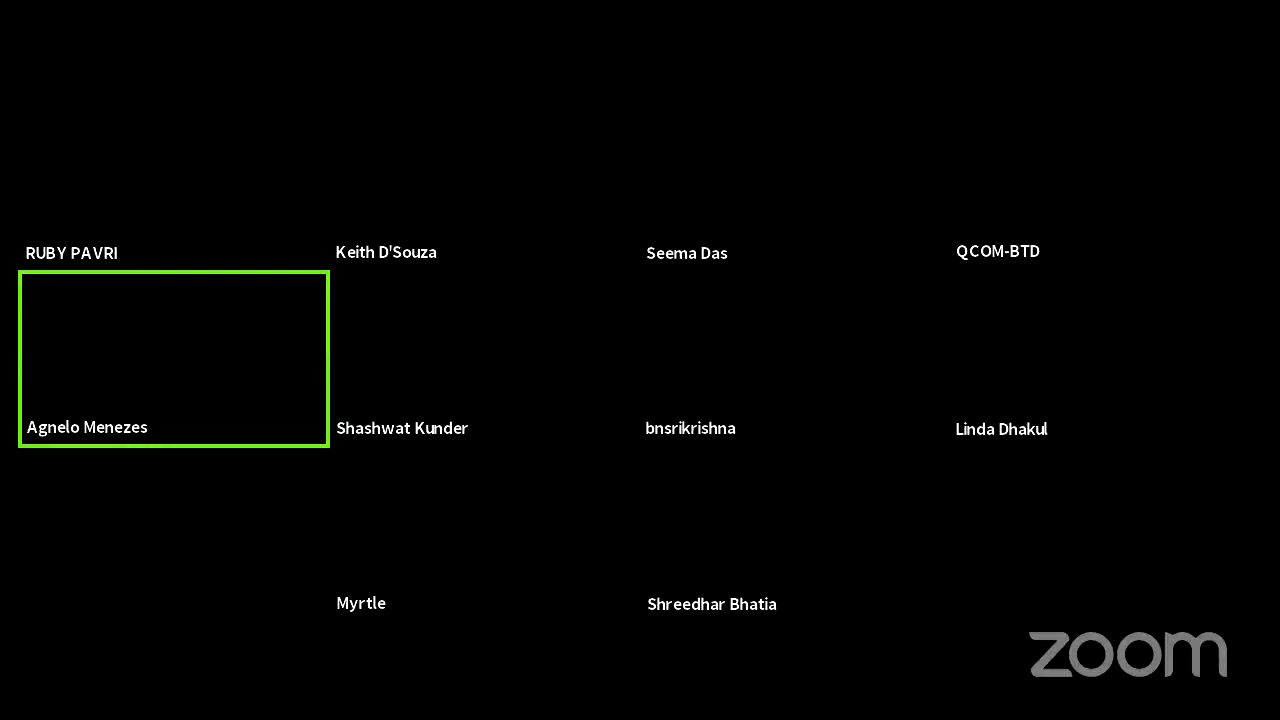 RUBY PAVRI
Keith D'Souza
Seema Das
QCOM-BTD
Agnelo Menezes
Shashwat Kunder
bnsrikrishna
Linda Dhakul
Myrtle
Shreedhar Bhatia
zoom